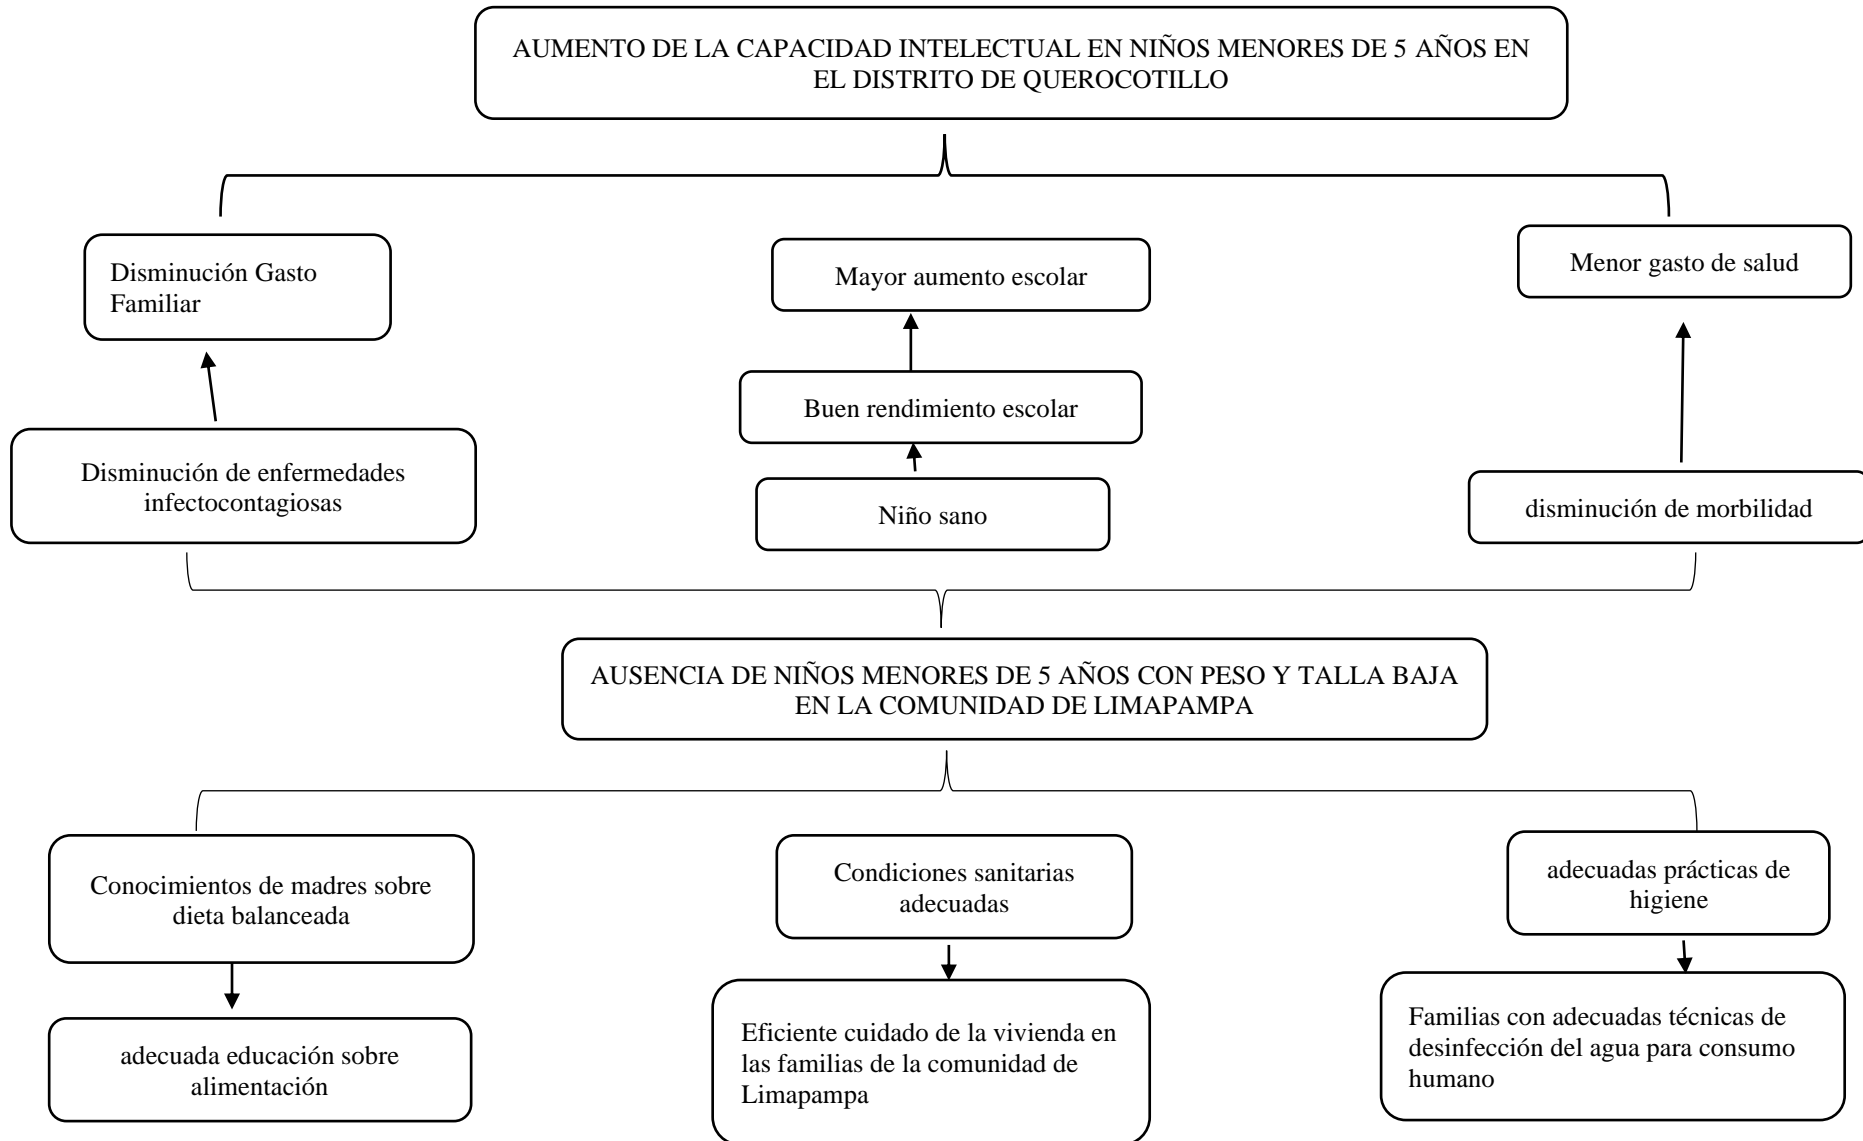 AUMENTO DE LA CAPACIDAD INTELECTUAL EN NIÑOS MENORES DE 5 AÑOS EN
EL DISTRITO DE QUEROCOTILLO
Disminución Gasto
Familiar
Mayor aumento escolar
Menor gasto de salud
Buen rendimiento escolar
Disminución de enfermedades
infectocontagiosas
Niño sano
disminución de morbilidad
AUSENCIA DE NIÑOS MENORES DE 5 AÑOS CON PESO Y TALLA BAJA
EN LA COMUNIDAD DE LIMAPAMPA
Conocimientos de madres sobre
dieta balanceada
Condiciones sanitarias
adecuadas
adecuadas prácticas de
higiene
adecuada educación sobre
alimentación
Eficiente cuidado de la vivienda en
las familias de la comunidad de
Limapampa
Familias con adecuadas técnicas de
desinfección del agua para consumo
humano